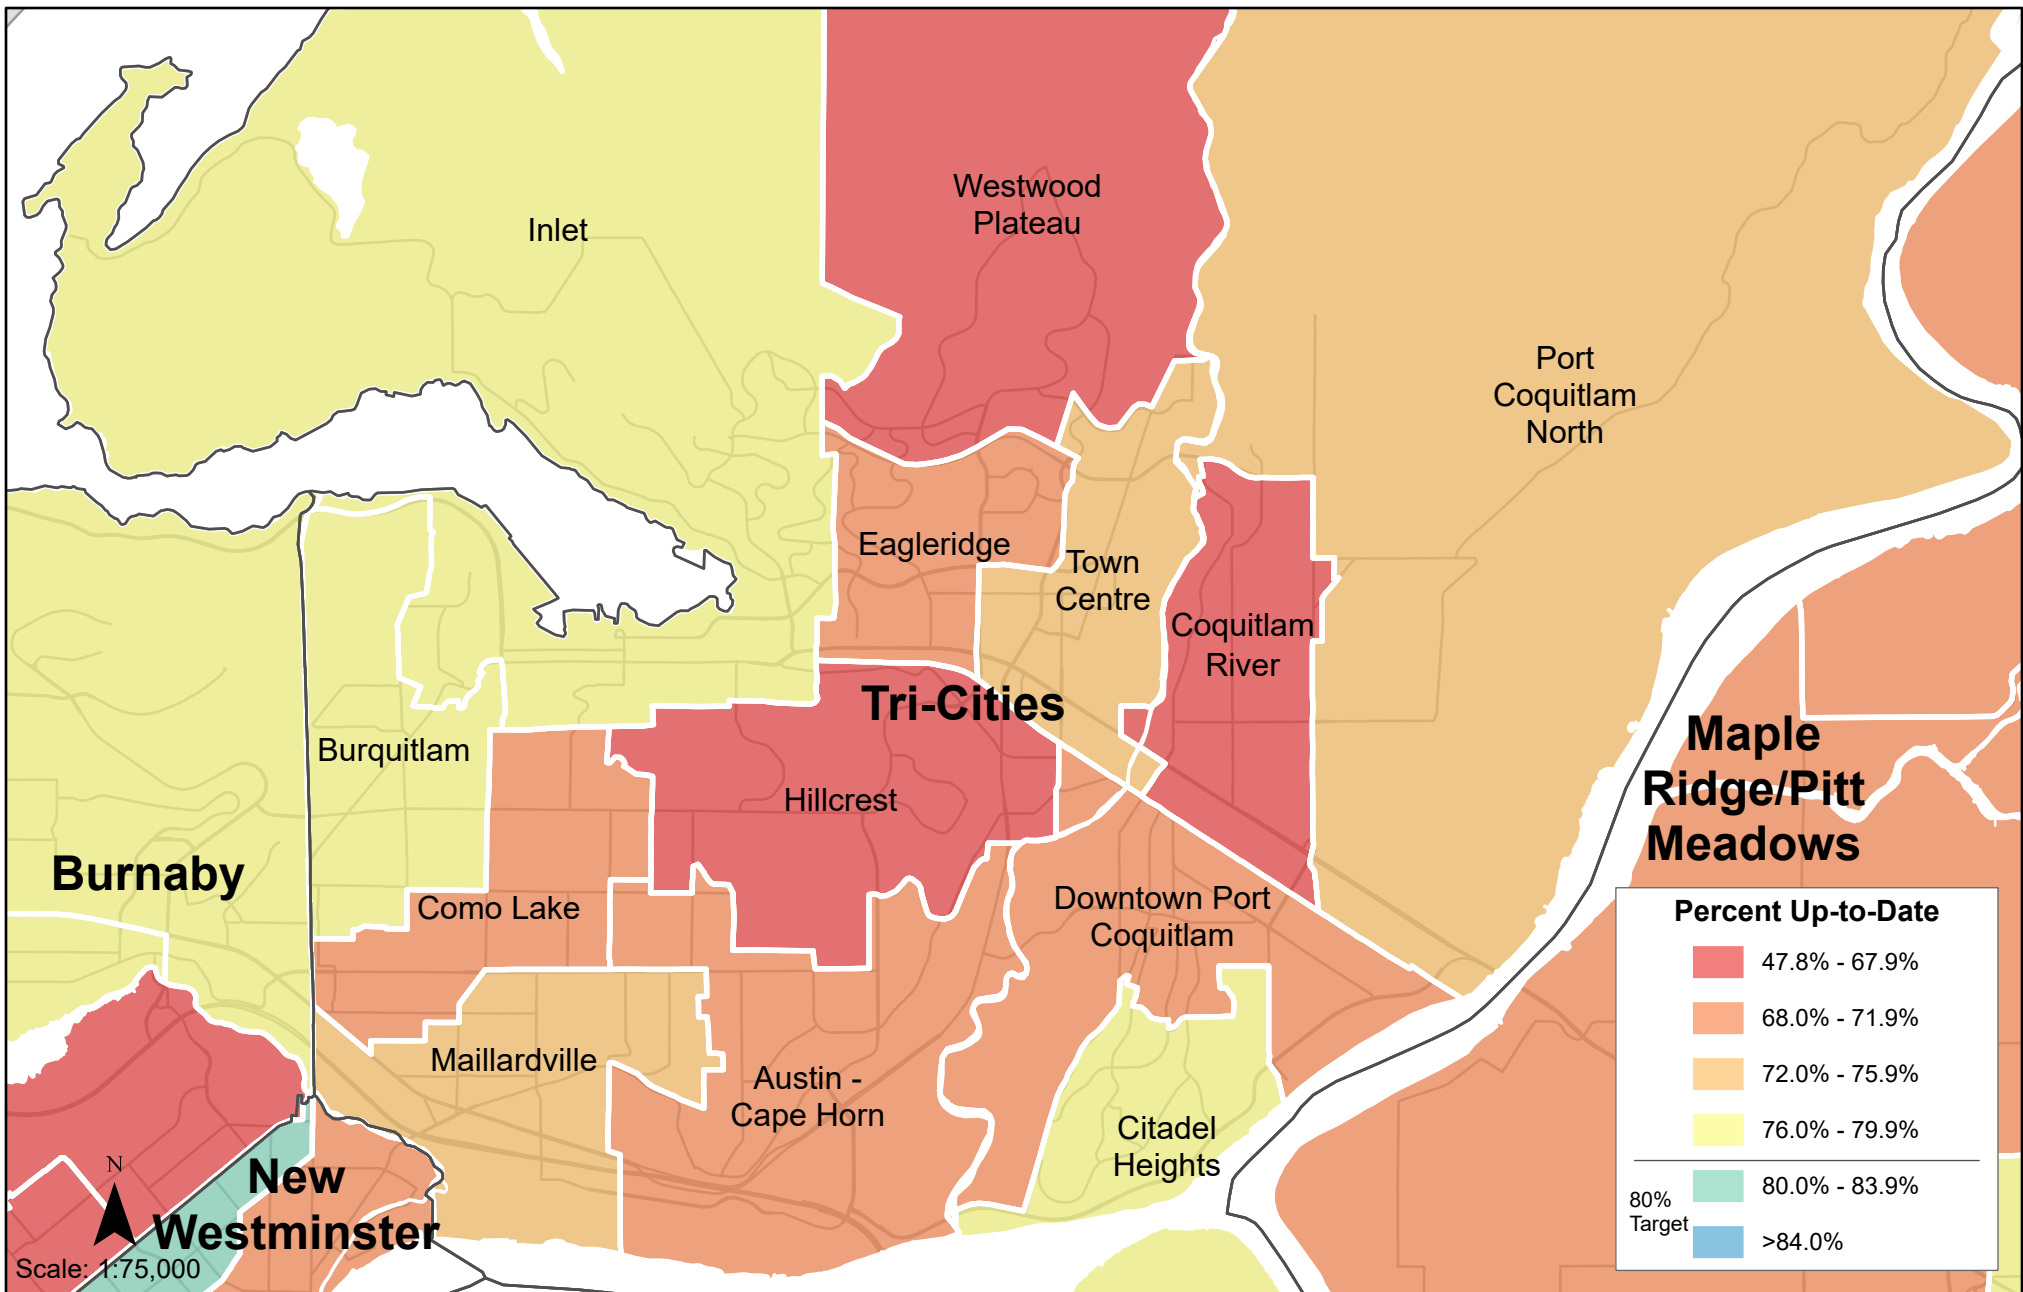 Westwood
Plateau
Inlet
Port
Coquitlam
North
Eagleridge
Town
Centre
Coquitlam
River
Tri-Cities
Burquitlam
Hillcrest
Maple
Ridge/Pitt
Meadows
Burnaby
Como Lake
Downtown Port
Coquitlam
Maillardville
Austin -
Cape Horn
Citadel
Heights
New
Westminster
N
Scale: 1:75,000
Percent Up-to-Date
47.8% - 67.9%
68.0% - 71.9%
72.0% - 75.9%
76.0% - 79.9%
80.0% - 83.9%
80%
Target
>84.0%